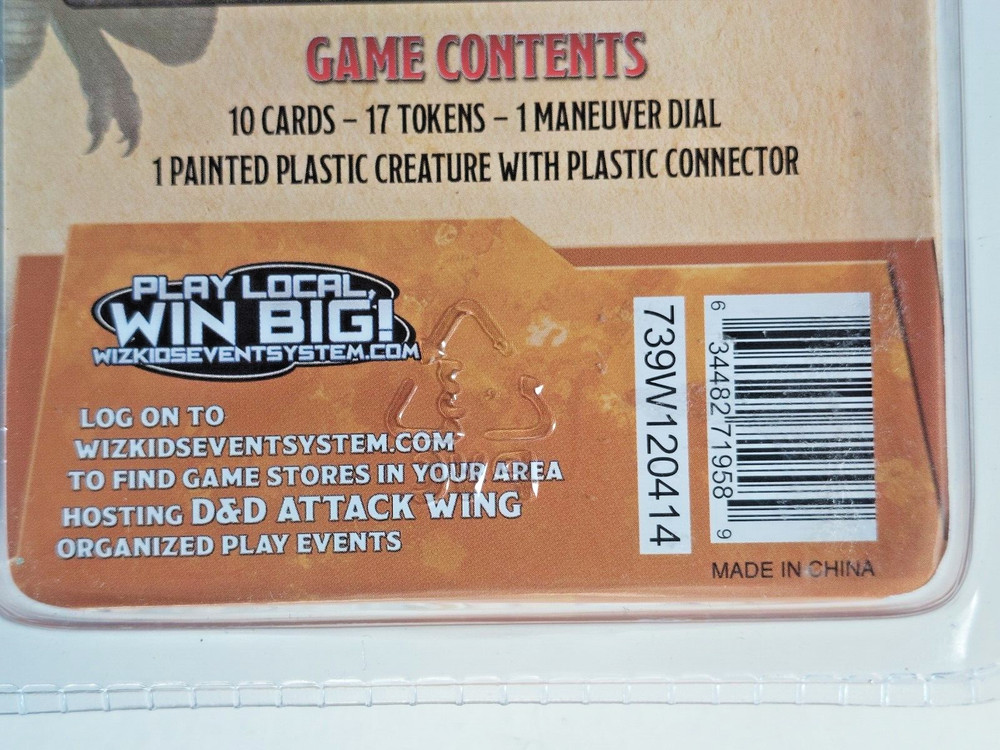 GAME CONTENTS
10 CARDS – 17 TOKENS – 1 MANEUVER DIAL
1 PAINTED PLASTIC CREATURE WITH PLASTIC CONNECTOR
PLAY LOCAL,
WIN BIG!
WIZKIDSEVENTSYSTEM.COM
LOG ON TO
WIZKIDSEVENTSYSTEM.COM
TO FIND GAME STORES IN YOUR AREA
HOSTING D&D ATTACK WING
ORGANIZED PLAY EVENTS
739W120414
6 34482 71958 9
MADE IN CHINA